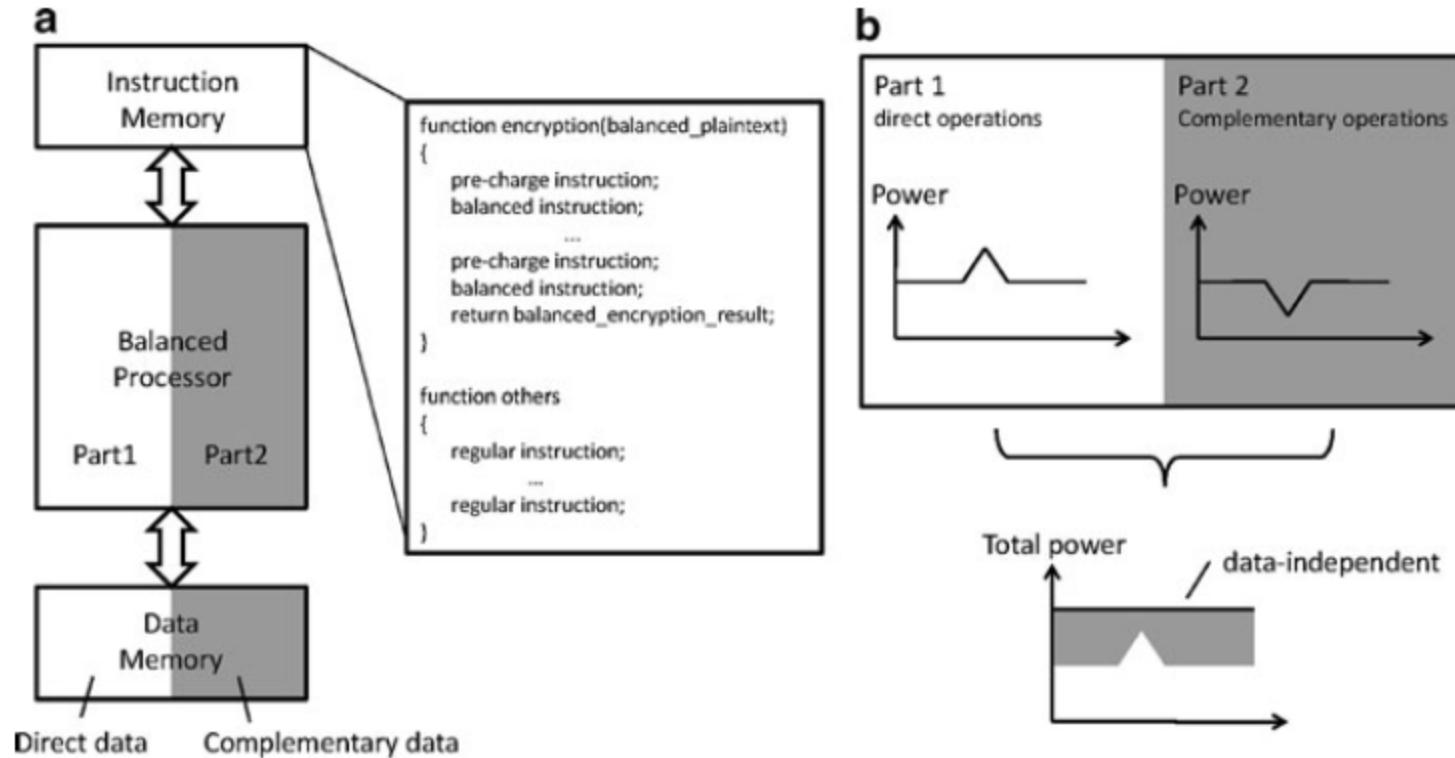 a
Instruction
Memory
Balanced
Processor
Part1
Part2
Data
Memory
Direct data
Complementary data
function encryption(balanced_plaintext)
{
pre-charge instruction;
balanced instruction;
...
pre-charge instruction;
balanced instruction;
return balanced_encryption_result;
}
function others
{
regular instruction;
...
regular instruction;
}
b
Part 1
direct operations
Power
Part 2
Complementary operations
Power
Total power
data-independent